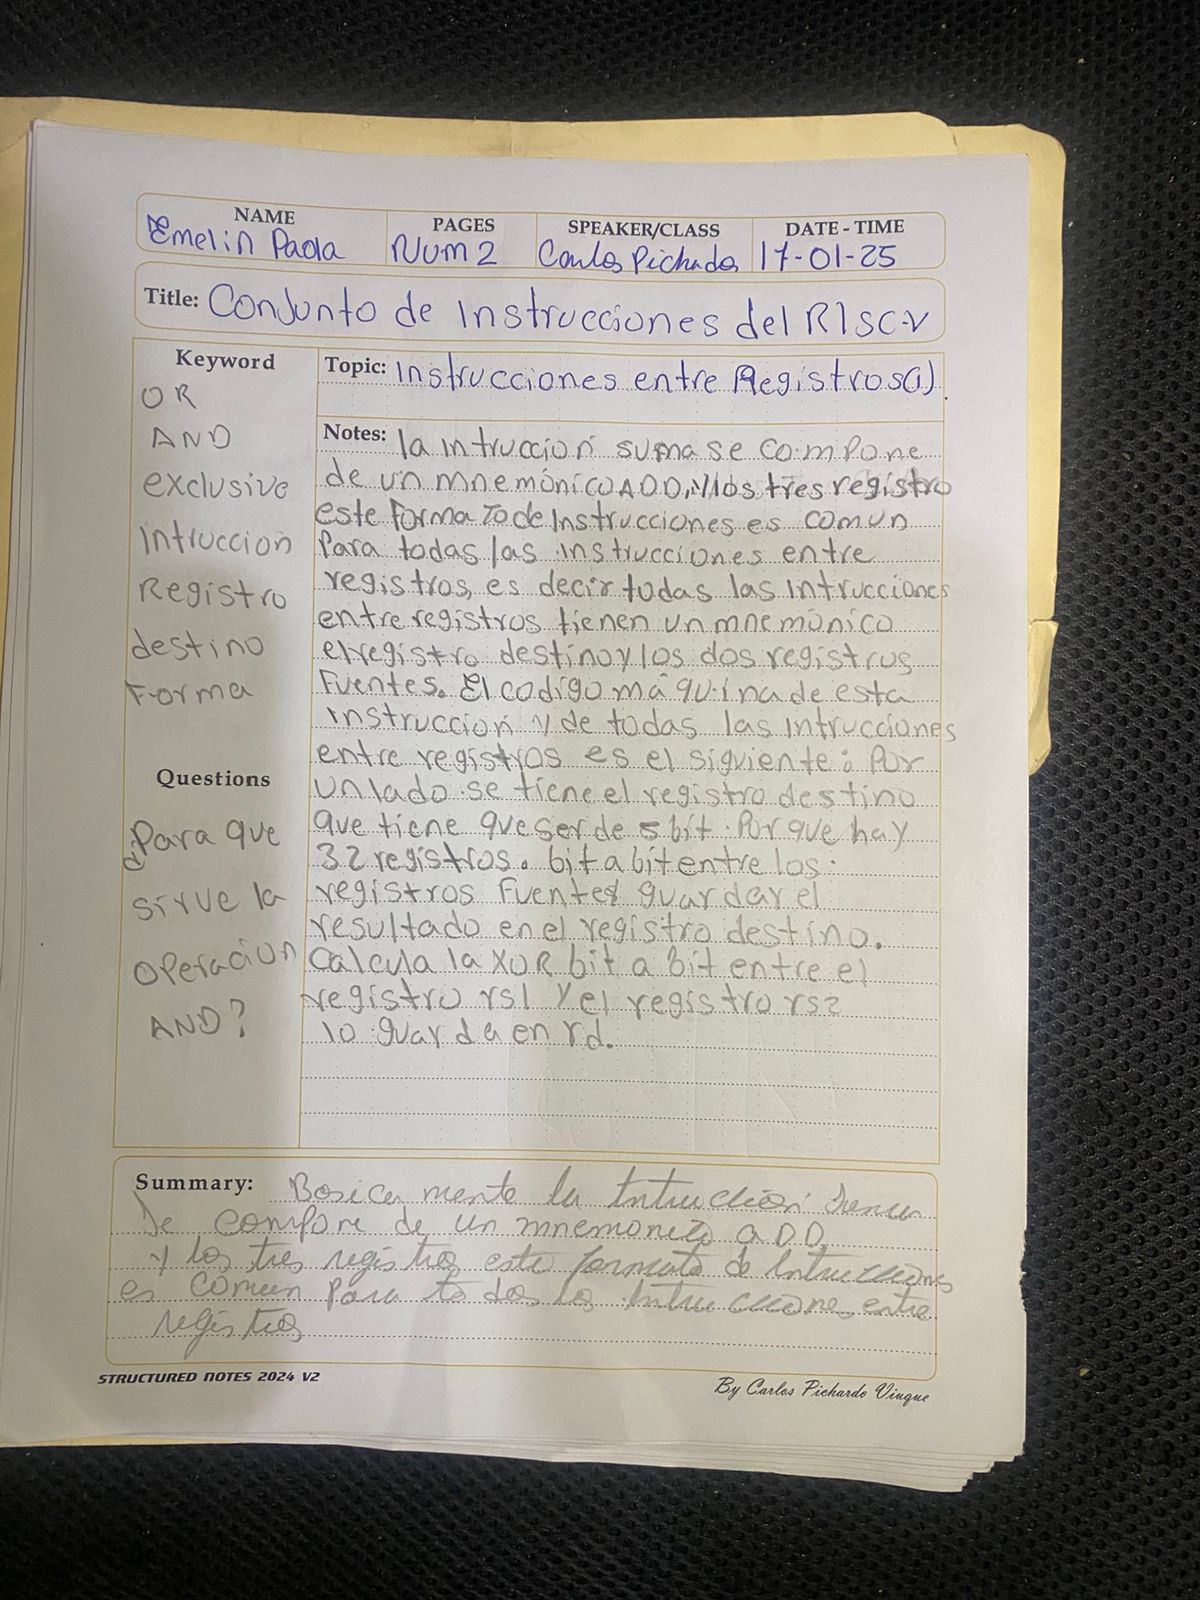 NAME PAGES SPEAKER/CLASS DATE - TIME
Emelin Paola Num 2 Carlos Pichardo 17-01-25
Title: Conjunto de Instrucciones del RISC-V
Keyword
OR
AND
exclusivo
Intruccion
Registro
destino
Forma
Questions
¿Para que
sirve la
operacion
AND?
Topic: Instrucciones entre Registros(1)
Notes: la intruccion suma se compone
de un mnemónico ADD, y los tres registro
este formato de Instrucciones es comun
para todas las instrucciones entre
registros, es decir todas las intrucciones
entre registros tienen un mnemónico
el registro destino y los dos registros
Fuentes. El codigo máquina de esta
instruccion y de todas las intrucciones
entre registros es el siguiente: Por
un lado se tiene el registro destino
que tiene que ser de 5 bit. Por que hay
32 registros. bit a bit entre los
registros Fuentes guardar el
resultado en el registro destino.
Calcula la XOR bit a bit entre el
registro rs1 y el registro rs2
lo guarda en rd.
Summary: Basicamente la intruccion suma
se compone de un mnemonico ADD
y los tres registros este formato de intrucciones
es comun para todos las intrucciones entre
registros
STRUCTURED NOTES 2024 V2
By Carlos Pichardo Viuque